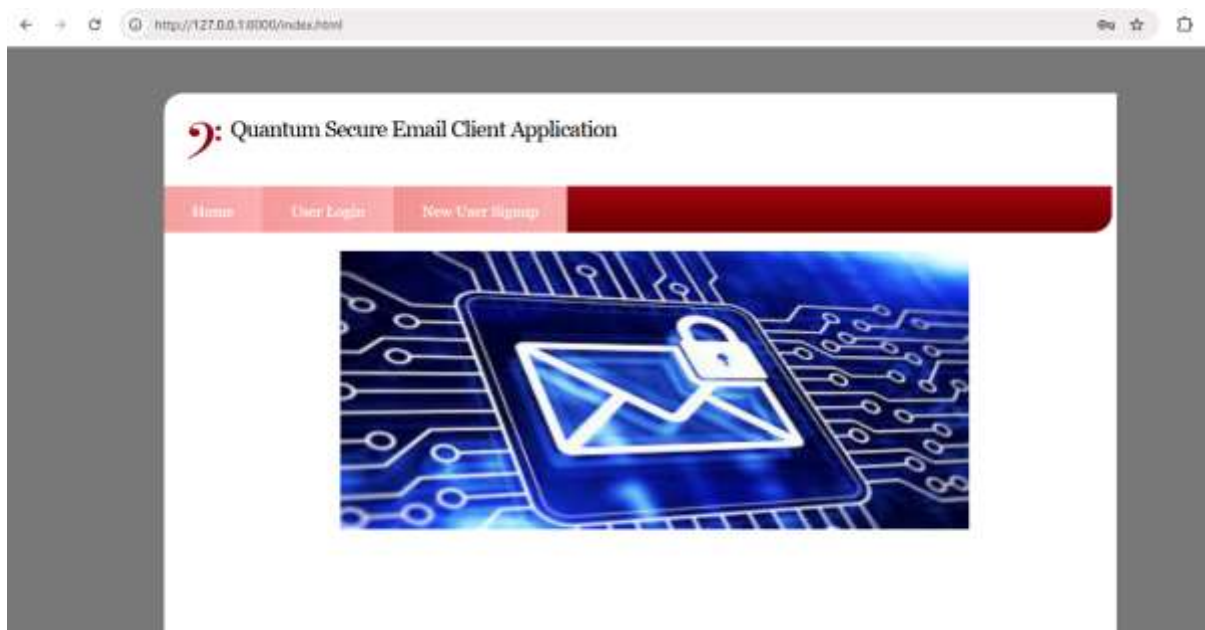 http://127.0.0.1:8000/index.html
Quantum Secure Email Client Application
Home
User Login
New User Signup